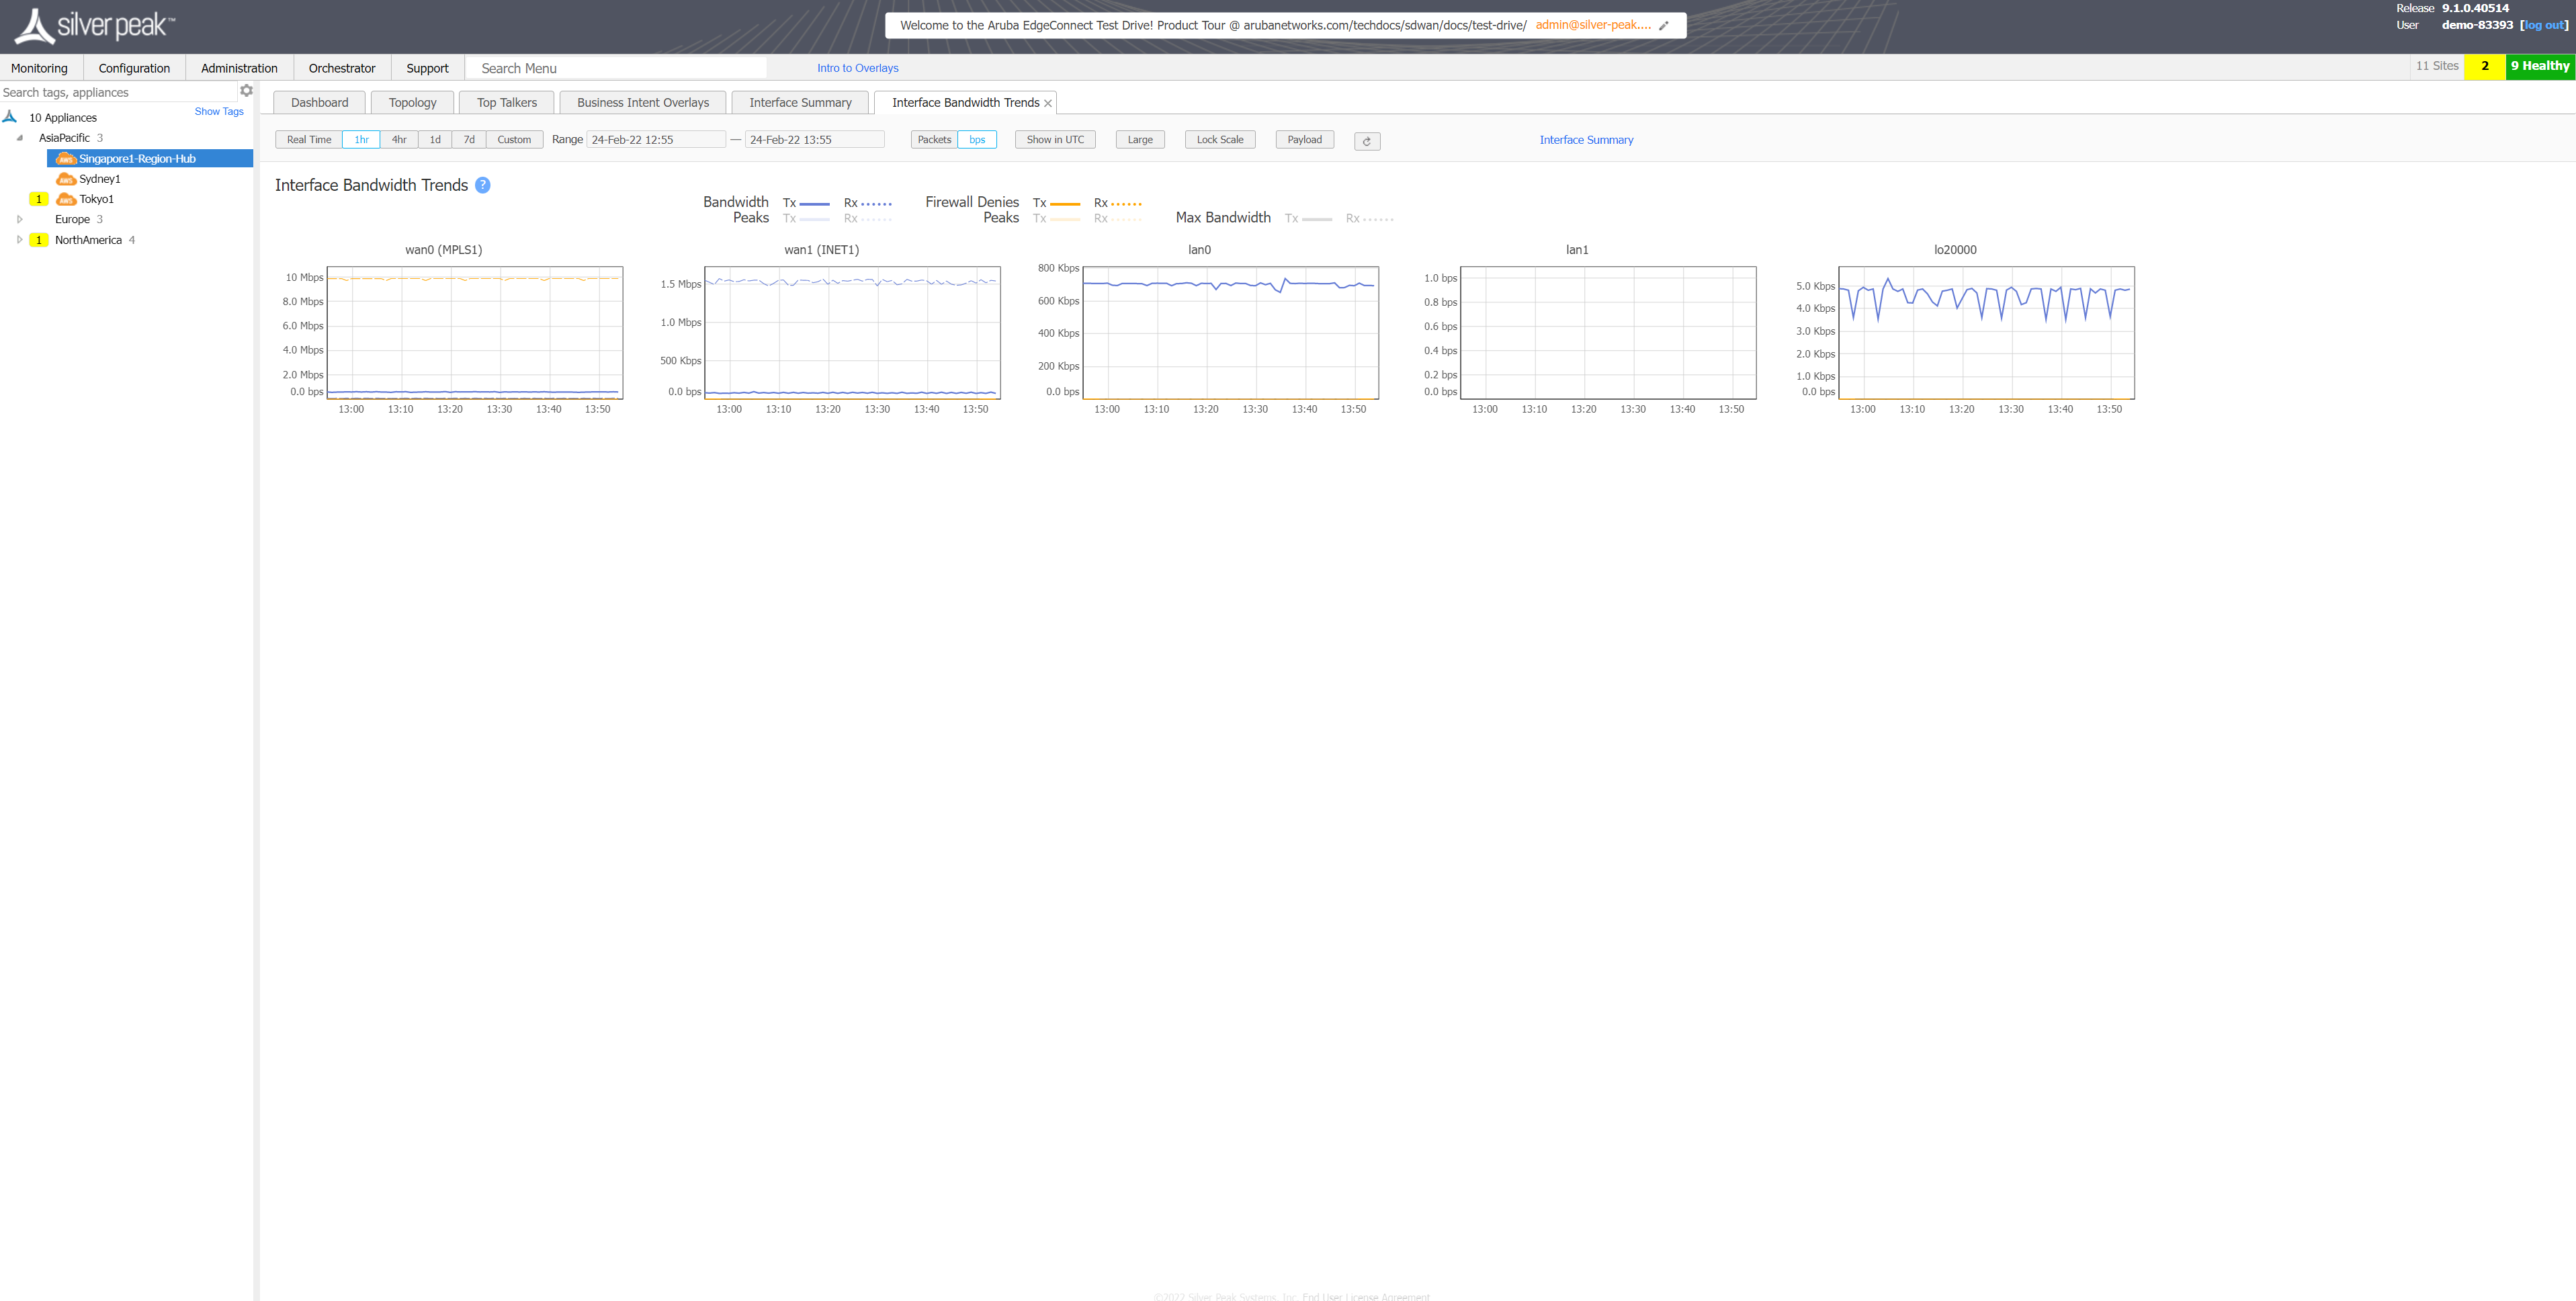 silver peak™
Welcome to the Aruba EdgeConnect Test Drive! Product Tour @ arubanetworks.com/techdocs/sdwan/docs/test-drive/ admin@silver-peak....
Release 9.1.0.40514
User demo-83393 [log out]
Monitoring Configuration Administration Orchestrator Support Search Menu Intro to Overlays 11 Sites 2 9 Healthy
Search tags, appliances
Show Tags
10 Appliances
AsiaPacific 3
aws Singapore1-Region-Hub
aws Sydney1
1 aws Tokyo1
Europe 3
1 NorthAmerica 4
Dashboard Topology Top Talkers Business Intent Overlays Interface Summary Interface Bandwidth Trends
Real Time 1hr 4hr 1d 7d Custom Range 24-Feb-22 12:55 — 24-Feb-22 13:55 Packets bps Show in UTC Large Lock Scale Payload Interface Summary
Interface Bandwidth Trends ?
Bandwidth Tx Rx Firewall Denies Tx Rx
Peaks Tx Rx Peaks Tx Rx Max Bandwidth Tx Rx
wan0 (MPLS1)
10 Mbps
8.0 Mbps
6.0 Mbps
4.0 Mbps
2.0 Mbps
0.0 bps
13:00 13:10 13:20 13:30 13:40 13:50
wan1 (INET1)
1.5 Mbps
1.0 Mbps
500 Kbps
0.0 bps
13:00 13:10 13:20 13:30 13:40 13:50
lan0
800 Kbps
600 Kbps
400 Kbps
200 Kbps
0.0 bps
13:00 13:10 13:20 13:30 13:40 13:50
lan1
1.0 bps
0.8 bps
0.6 bps
0.4 bps
0.2 bps
0.0 bps
13:00 13:10 13:20 13:30 13:40 13:50
lo20000
5.0 Kbps
4.0 Kbps
3.0 Kbps
2.0 Kbps
1.0 Kbps
0.0 bps
13:00 13:10 13:20 13:30 13:40 13:50
©2022 Silver Peak Systems, Inc. End User License Agreement